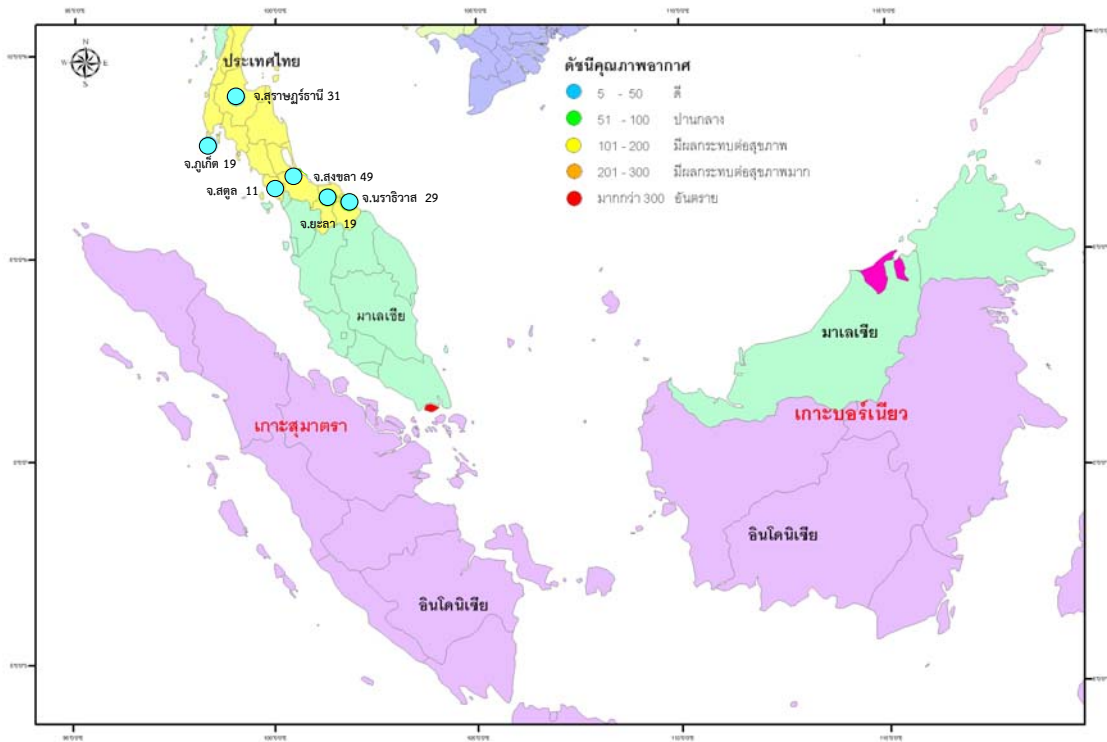 N
W
E
S
ประเทศไทย
ดัชนีคุณภาพอากาศ
5 - 50 ดี
51 - 100 ปานกลาง
101 - 200 มีผลกระทบต่อสุขภาพ
201 - 300 มีผลกระทบต่อสุขภาพมาก
มากกว่า 300 อันตราย
จ.สุราษฎร์ธานี 31
จ.ภูเก็ต 19
จ.สงขลา 49
จ.สตูล 11
จ.นราธิวาส 29
จ.ยะลา 19
มาเลเซีย
มาเลเซีย
เกาะสุมาตรา
เกาะบอร์เนียว
อินโดนิเซีย
อินโดนิเซีย